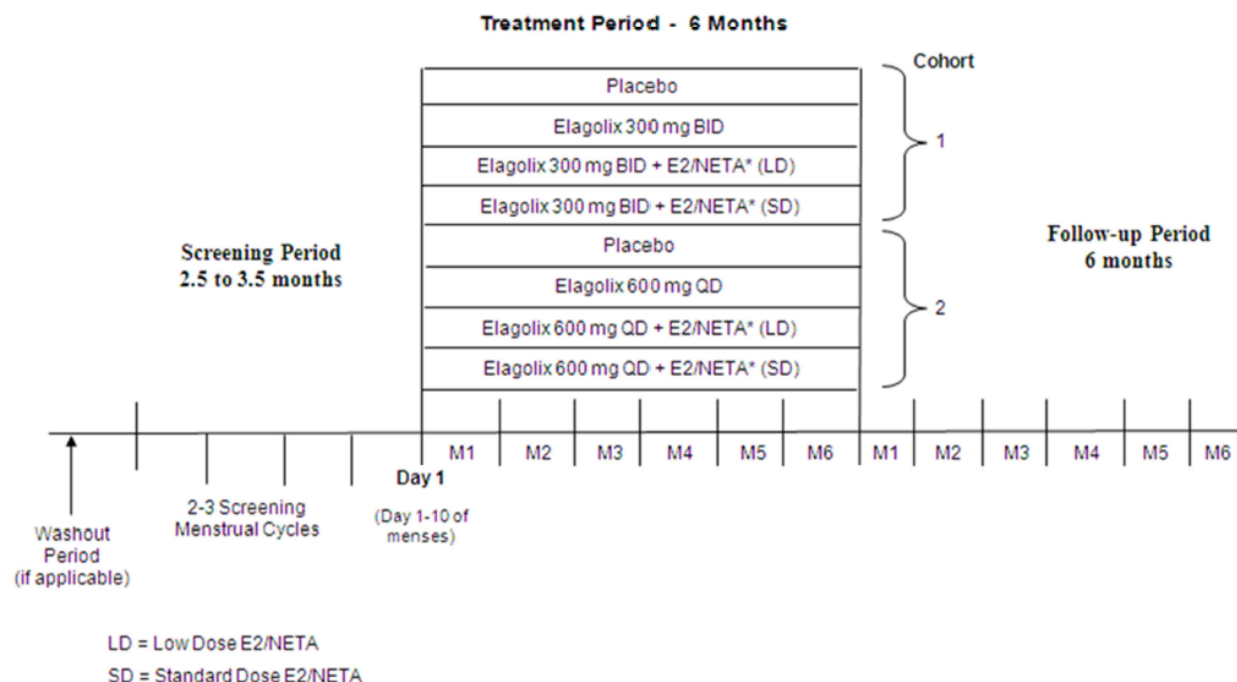 Treatment Period - 6 Months
Cohort
Placebo
Elagolix 300 mg BID
Elagolix 300 mg BID + E2/NETA* (LD)
Elagolix 300 mg BID + E2/NETA* (SD)
1
Placebo
Elagolix 600 mg QD
Elagolix 600 mg QD + E2/NETA* (LD)
Elagolix 600 mg QD + E2/NETA* (SD)
2
Screening Period
2.5 to 3.5 months
Follow-up Period
6 months
M1 M2 M3 M4 M5 M6 M1 M2 M3 M4 M5 M6
Day 1
(Day 1-10 of
menses)
2-3 Screening
Menstrual Cycles
Washout
Period
(if applicable)
LD = Low Dose E2/NETA
SD = Standard Dose E2/NETA